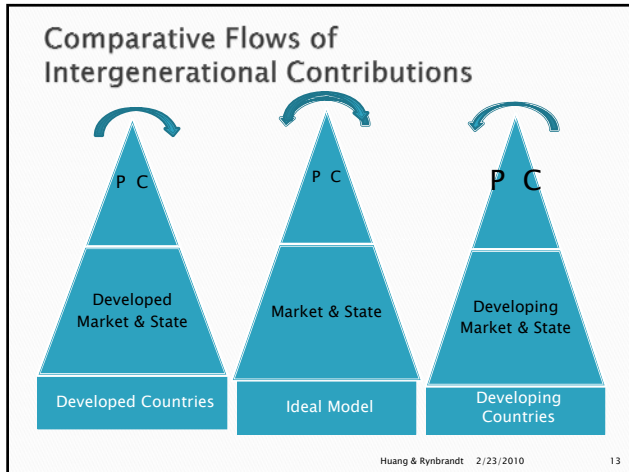 Comparative Flows of
Intergenerational Contributions
P C
Developed
Market & State
Developed Countries
P C
Market & State
Ideal Model
P C
Developing
Market & State
Developing
Countries
Huang & Rynbrandt 2/23/2010 13